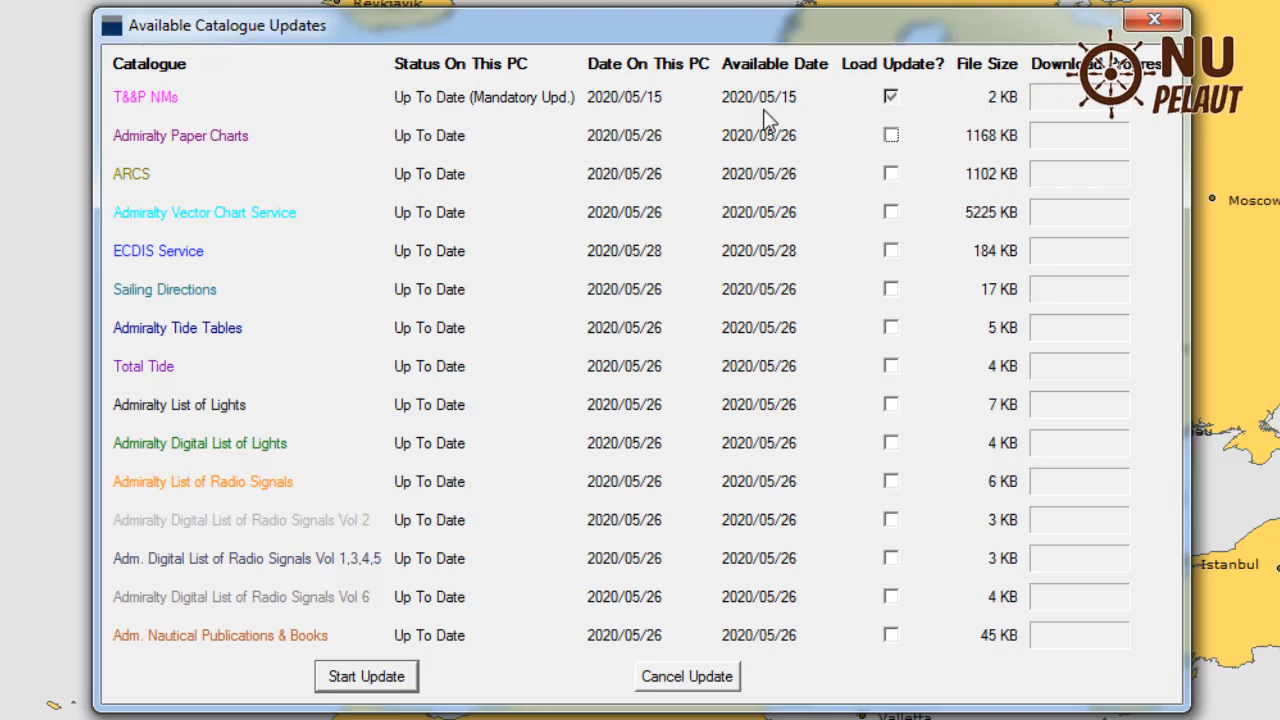 Reykjavik
Available Catalogue Updates
Catalogue Status On This PC Date On This PC Available Date Load Update? File Size Download Progres
NU PELAUT
T&&P NMs Up To Date (Mandatory Upd.) 2020/05/15 2020/05/15 2 KB
Admiralty Paper Charts Up To Date 2020/05/26 2020/05/26 1168 KB
ARCS Up To Date 2020/05/26 2020/05/26 1102 KB
Moscow
Admiralty Vector Chart Service Up To Date 2020/05/26 2020/05/26 5225 KB
ECDIS Service Up To Date 2020/05/28 2020/05/28 184 KB
Sailing Directions Up To Date 2020/05/26 2020/05/26 17 KB
Admiralty Tide Tables Up To Date 2020/05/26 2020/05/26 5 KB
Total Tide Up To Date 2020/05/26 2020/05/26 4 KB
Admiralty List of Lights Up To Date 2020/05/26 2020/05/26 7 KB
Admiralty Digital List of Lights Up To Date 2020/05/26 2020/05/26 4 KB
Admiralty List of Radio Signals Up To Date 2020/05/26 2020/05/26 6 KB
Admiralty Digital List of Radio Signals Vol 2 Up To Date 2020/05/26 2020/05/26 3 KB
Adm. Digital List of Radio Signals Vol 1,3,4,5 Up To Date 2020/05/26 2020/05/26 3 KB
Istanbul
Admiralty Digital List of Radio Signals Vol 6 Up To Date 2020/05/26 2020/05/26 4 KB
Adm. Nautical Publications & Books Up To Date 2020/05/26 2020/05/26 45 KB
Start Update Cancel Update
Valletta